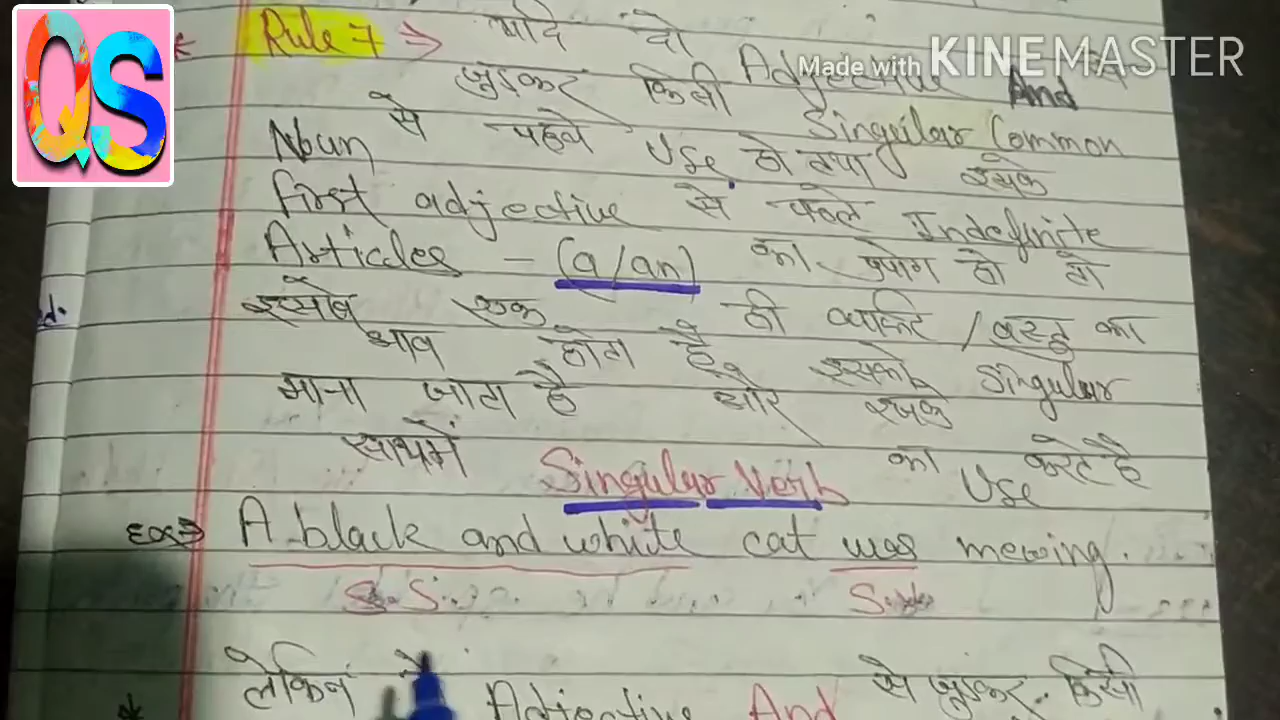 QS
Made with KINEMASTER
Rule 7 ⇒ यदि दो Adjective And से
जुड़कर किसी Singular Common
Noun से पहले Use हो तथा इसके
first adjective से पहले Indefinite
Articles - (a/an) का प्रयोग हो तो
इससे एक ही व्यक्ति / वस्तु का
भाव होता है, इसको Singular
माना जाता है और इसके
साथ में Singular Verb का Use करते है
Ex ⇒ A black and white cat was mewing.
S. S.
S.
लेकिन Adjective And से जुड़कर किसी